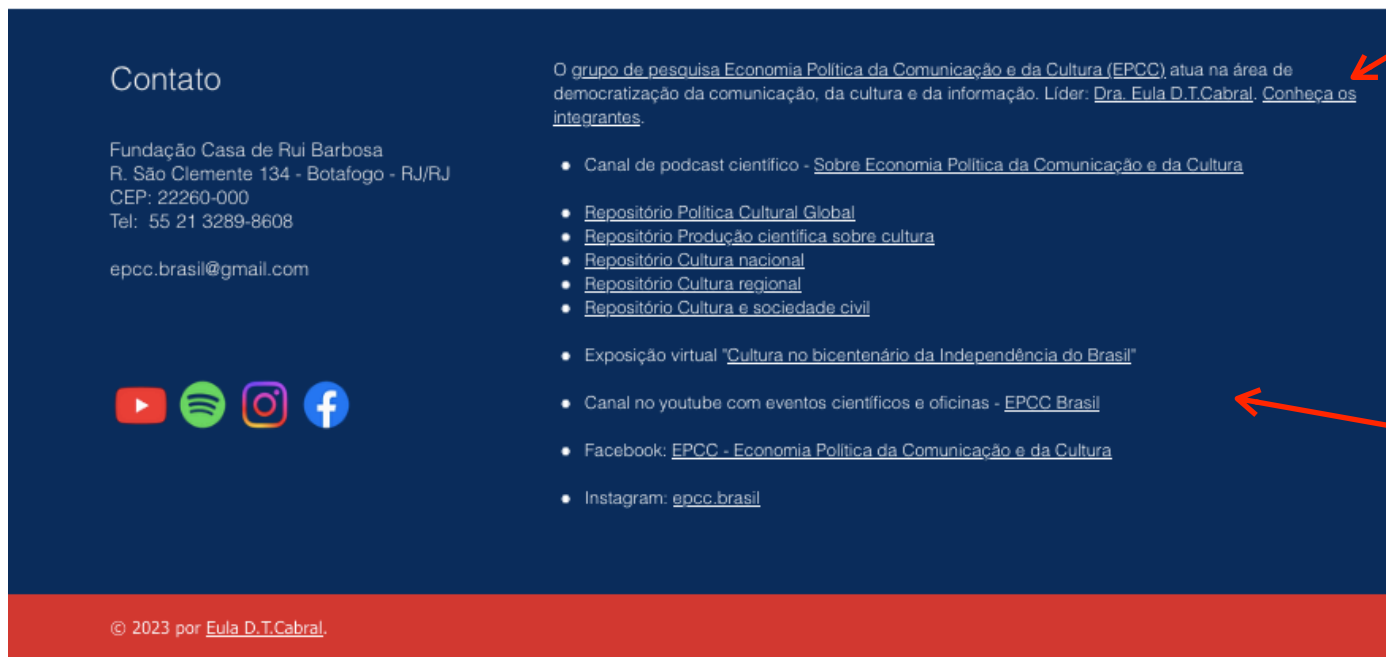 Contato
Fundação Casa de Rui Barbosa
R. São Clemente 134 - Botafogo - RJ/RJ
CEP: 22260-000
Tel:  55 21 3289-8608
epcc.brasil@gmail.com
O grupo de pesquisa Economia Política da Comunicação e da Cultura (EPCC) atua na área de
democratização da comunicação, da cultura e da informação. Líder: Dra. Eula D.T.Cabral. Conheça os
integrantes.
● Canal de podcast científico - Sobre Economia Política da Comunicação e da Cultura
● Repositório Política Cultural Global
● Repositório Produção científica sobre cultura
● Repositório Cultura nacional
● Repositório Cultura regional
● Repositório Cultura e sociedade civil
● Exposição virtual "Cultura no bicentenário da Independência do Brasil"
● Canal no youtube com eventos científicos e oficinas - EPCC Brasil
● Facebook: EPCC - Economia Política da Comunicação e da Cultura
● Instagram: epcc.brasil
© 2023 por Eula D.T.Cabral.